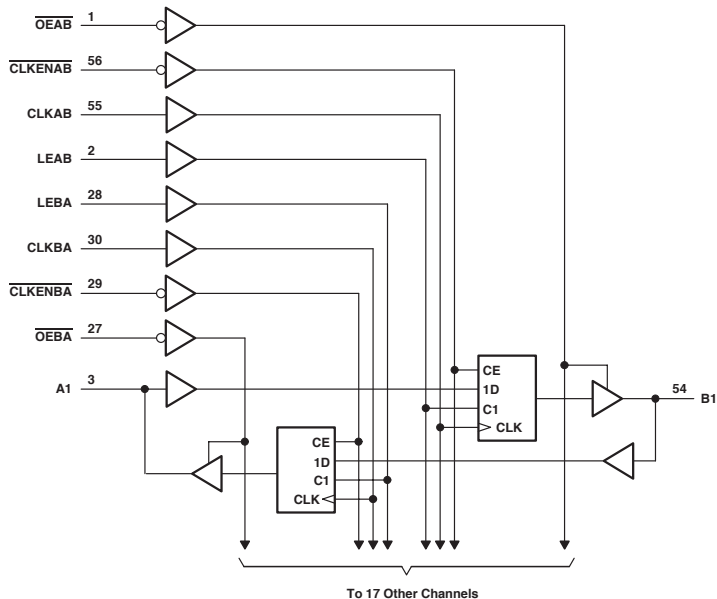 OEAB 1
CLKENAB 56
CLKAB 55
LEAB 2
LEBA 28
CLKBA 30
CLKENBA 29
OEBA 27
A1 3
CE
1D
C1
CLK
54 B1
CE
1D
C1
CLK
To 17 Other Channels